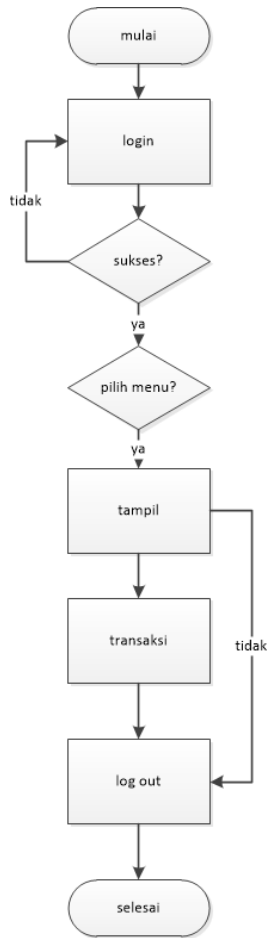 mulai
login
tidak
sukses?
ya
pilih menu?
ya
tampil
transaksi
tidak
log out
selesai